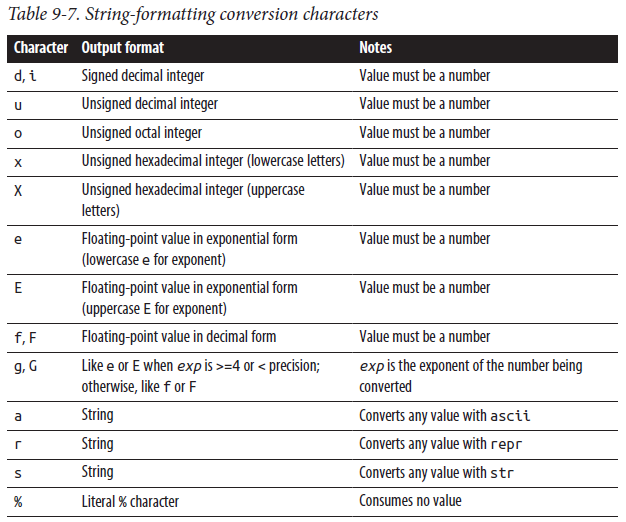 Table 9-7. String-formatting conversion characters
Character Output format Notes
d, i Signed decimal integer Value must be a number
u Unsigned decimal integer Value must be a number
o Unsigned octal integer Value must be a number
x Unsigned hexadecimal integer (lowercase letters) Value must be a number
X Unsigned hexadecimal integer (uppercase Value must be a number
letters)
e Floating-point value in exponential form Value must be a number
(lowercase e for exponent)
E Floating-point value in exponential form Value must be a number
(uppercase E for exponent)
f, F Floating-point value in decimal form Value must be a number
g, G Like e or E when exp is >=4 or < precision; exp is the exponent of the number being
otherwise, like f or F converted
a String Converts any value with ascii
r String Converts any value with repr
s String Converts any value with str
% Literal % character Consumes no value